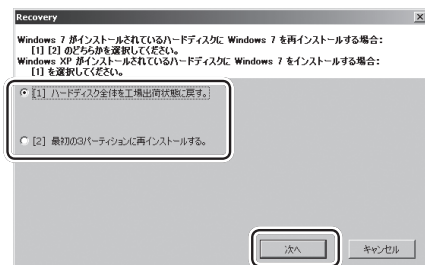 Recovery
Windows 7 がインストールされているハードディスクに Windows 7 を再インストールする場合:
[1] [2] のどちらかを選択してください。
Windows XP がインストールされているハードディスクに Windows 7 をインストールする場合:
[1] を選択してください。
[1] ハードディスク全体を工場出荷状態に戻す。
[2] 最初の3パーティションに再インストールする。
次へ
キャンセル